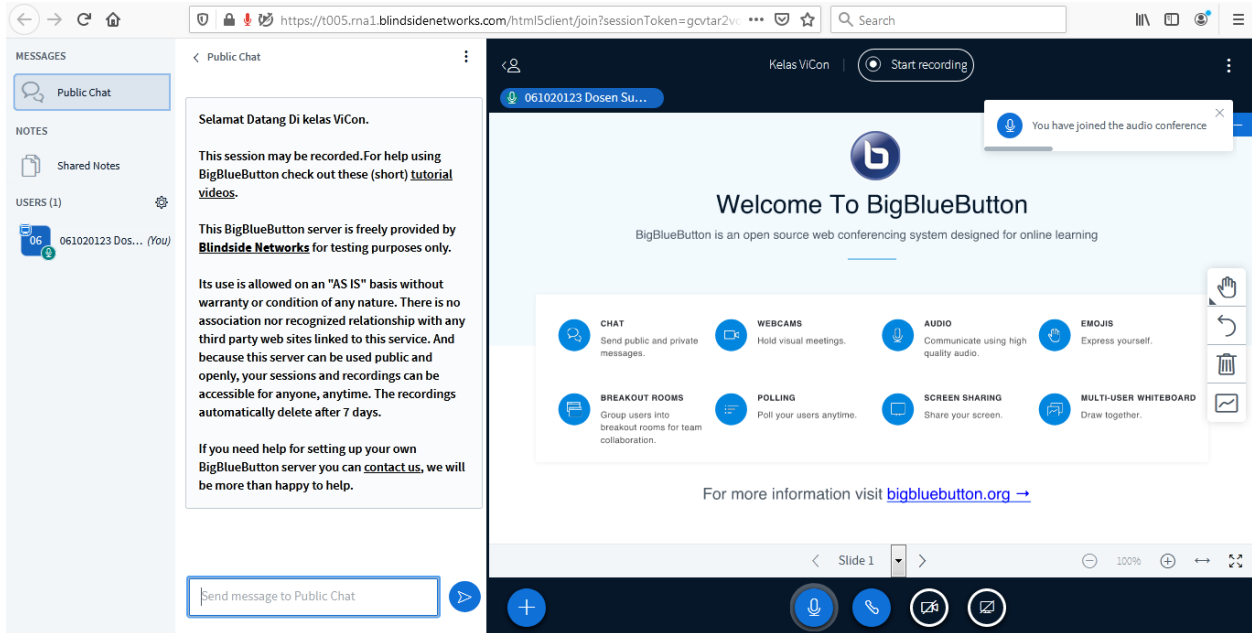 https://t005.rna1.blindsidenetworks.com/html5client/join?sessionToken=gcvtar2v
Search
MESSAGES
Public Chat
NOTES
Shared Notes
USERS (1)
06
061020123 Dos... (You)
Public Chat
Selamat Datang Di kelas ViCon.
This session may be recorded.For help using
BigBlueButton check out these (short) tutorial
videos.
This BigBlueButton server is freely provided by
Blindside Networks for testing purposes only.
Its use is allowed on an "AS IS" basis without
warranty or condition of any nature. There is no
association nor recognized relationship with any
third party web sites linked to this service. And
because this server can be used public and
openly, your sessions and recordings can be
accessible for anyone, anytime. The recordings
automatically delete after 7 days.
If you need help for setting up your own
BigBlueButton server you can contact us, we will
be more than happy to help.
Send message to Public Chat
Kelas ViCon
Start recording
061020123 Dosen Su...
You have joined the audio conference
Welcome To BigBlueButton
BigBlueButton is an open source web conferencing system designed for online learning
CHAT
Send public and private
messages.
WEBCAMS
Hold visual meetings.
AUDIO
Communicate using high
quality audio.
EMOJIS
Express yourself.
BREAKOUT ROOMS
Group users into
breakout rooms for team
collaboration.
POLLING
Poll your users anytime.
SCREEN SHARING
Share your screen.
MULTI-USER WHITEBOARD
Draw together.
For more information visit bigbluebutton.org →
Slide 1
100%